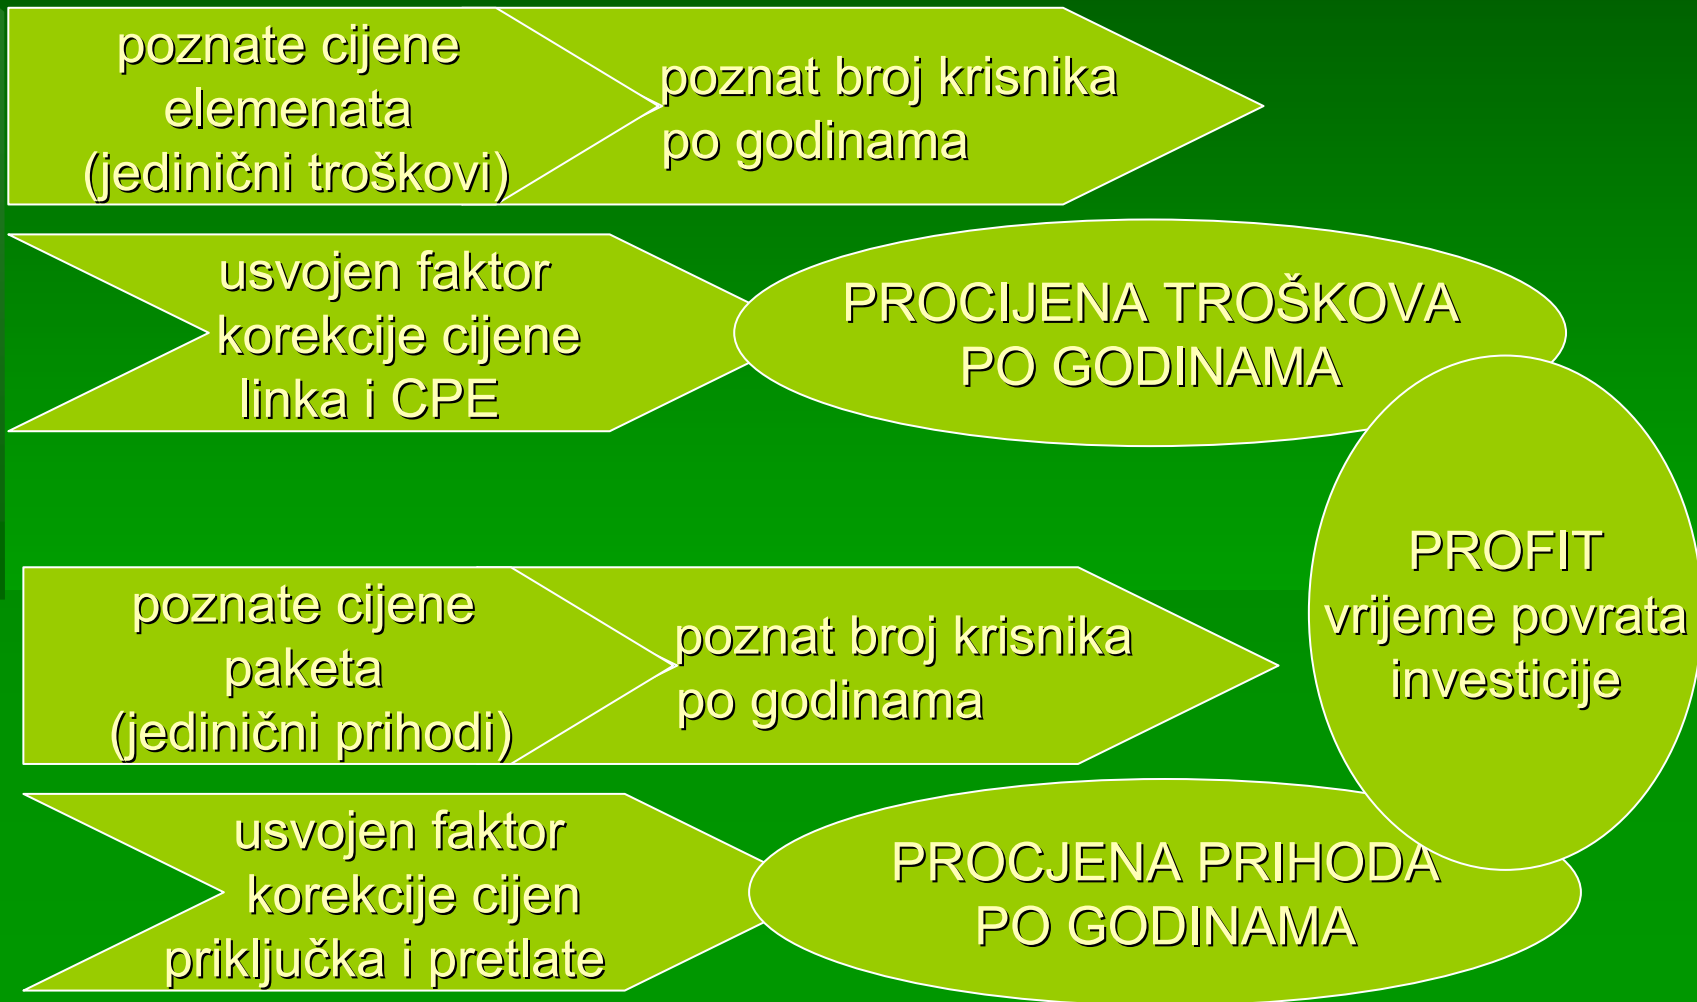 poznate cijene
elemenata
(jedinični troškovi)
poznat broj krisnika
po godinama
usvojen faktor
korekcije cijene
linka i CPE
PROCIJENA TROŠKOVA
PO GODINAMA
PROFIT
vrijeme povrata
investicije
poznate cijene
paketa
(jedinični prihodi)
poznat broj krisnika
po godinama
usvojen faktor
korekcije cijen
priključka i pretlate
PROCJENA PRIHODA
PO GODINAMA